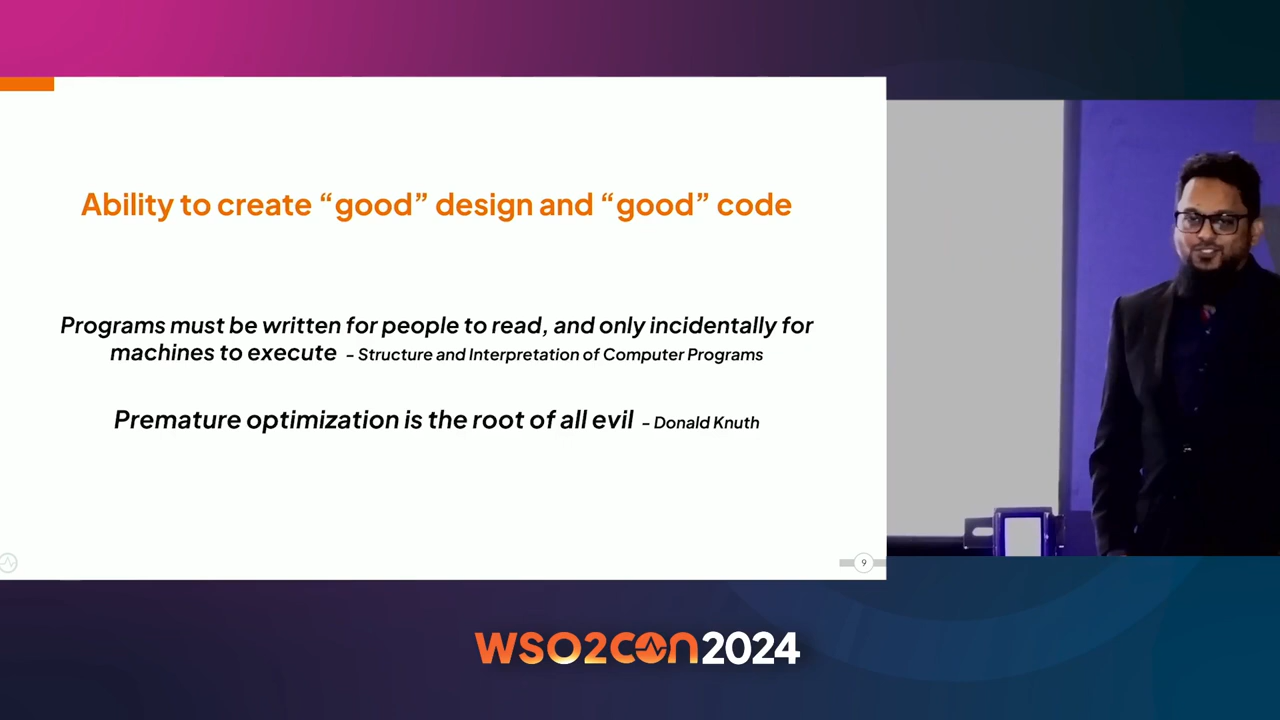 Ability to create “good” design and “good” code
Programs must be written for people to read, and only incidentally for
machines to execute – Structure and Interpretation of Computer Programs
Premature optimization is the root of all evil – Donald Knuth
9
WSO2CON2024